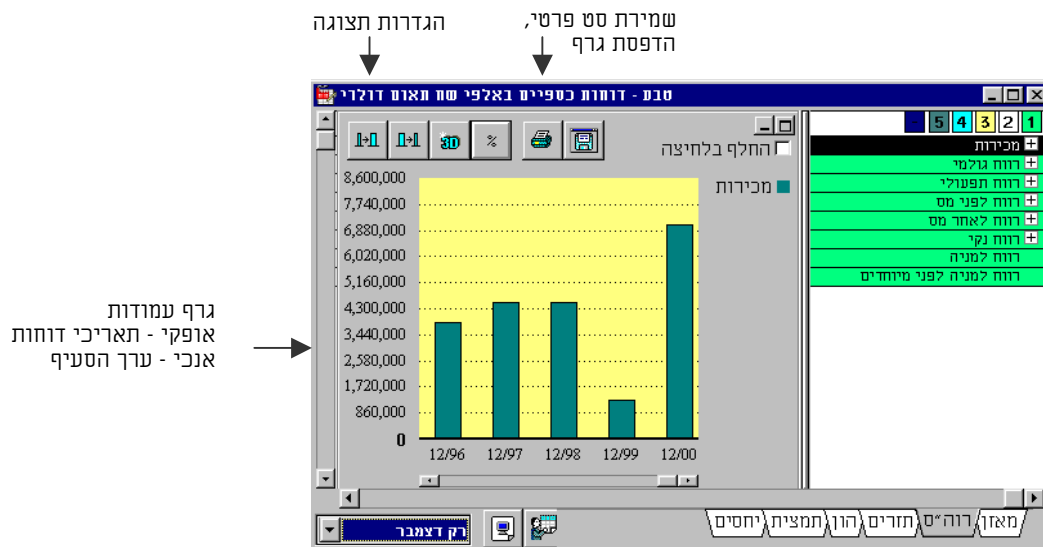 שמירת סט פרטי,
הדפסת גרף
הגדרות תצוגה
טבע - דוחות כספיים באלפי שח תאום דולרי
1 2 3 4 5 -
החלף בלחיצה
% 3D
מכירות
רווח גולמי
רווח תפעולי
רווח לפני מס
רווח לאחר מס
רווח נקי
רווח למניה
רווח למניה לפני מיוחדים
מכירות
8,600,000
7,740,000
6,880,000
6,020,000
5,160,000
4,300,000
3,440,000
2,580,000
1,720,000
860,000
0
12/96 12/97 12/98 12/99 12/00
גרף עמודות
אופקי - תאריכי דוחות
אנכי - ערך הסעיף
מאזן רוה"ס תזרים הון תמצית יחסים
רק דצמבר